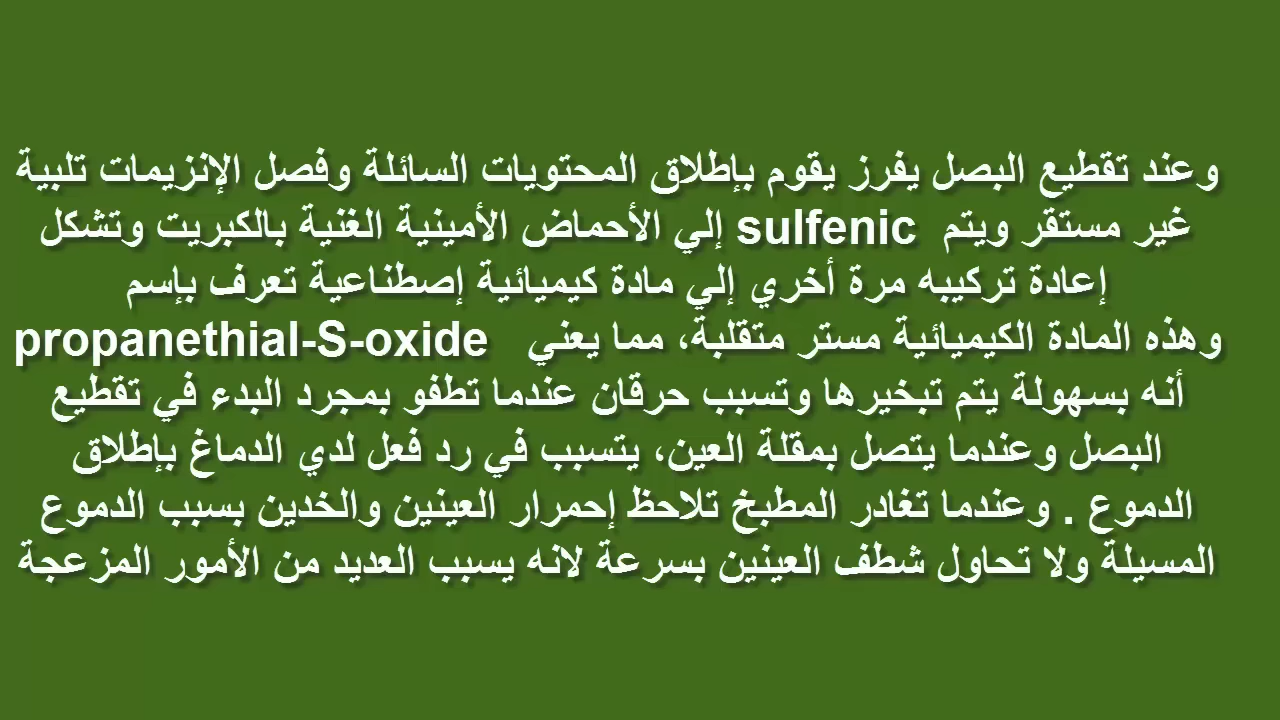 وعند تقطيع البصل يفرز يقوم بإطلاق المحتويات السائلة وفصل الإنزيمات تلبية
إلي الأحماض الأمينية الغنية بالكبريت وتشكل sulfenic غير مستقر ويتم
إعادة تركيبه مرة أخري إلي مادة كيميائية إصطناعية تعرف بإسم
propanethial-S-oxide وهذه المادة الكيميائية مستر متقلبة، مما يعني
أنه بسهولة يتم تبخيرها وتسبب حرقان عندما تطفو بمجرد البدء في تقطيع
البصل وعندما يتصل بمقلة العين، يتسبب في رد فعل لدي الدماغ بإطلاق
الدموع . وعندما تغادر المطبخ تلاحظ إحمرار العينين والخدين بسبب الدموع
المسيلة ولا تحاول شطف العينين بسرعة لانه يسبب العديد من الأمور المزعجة